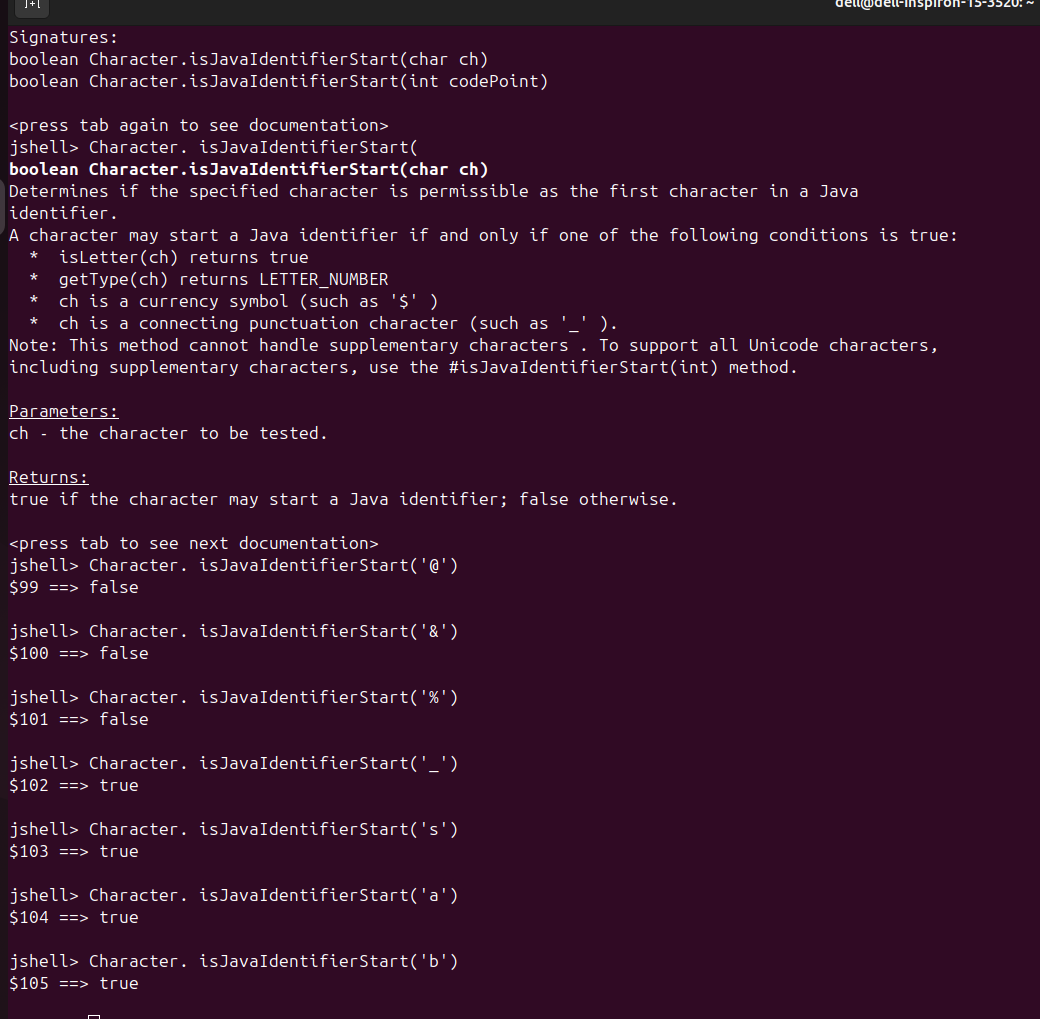 dell@dell-Inspiron-15-3520: ~
Signatures:
boolean Character.isJavaIdentifierStart(char ch)
boolean Character.isJavaIdentifierStart(int codePoint)
<press tab again to see documentation>
jshell> Character. isJavaIdentifierStart(
boolean Character.isJavaIdentifierStart(char ch)
Determines if the specified character is permissible as the first character in a Java
identifier.
A character may start a Java identifier if and only if one of the following conditions is true:
  *  isLetter(ch) returns true
  *  getType(ch) returns LETTER_NUMBER
  *  ch is a currency symbol (such as '$' )
  *  ch is a connecting punctuation character (such as '_' ).
Note: This method cannot handle supplementary characters . To support all Unicode characters,
including supplementary characters, use the #isJavaIdentifierStart(int) method.
Parameters:
ch - the character to be tested.
Returns:
true if the character may start a Java identifier; false otherwise.
<press tab to see next documentation>
jshell> Character. isJavaIdentifierStart('@')
$99 ==> false
jshell> Character. isJavaIdentifierStart('&')
$100 ==> false
jshell> Character. isJavaIdentifierStart('%')
$101 ==> false
jshell> Character. isJavaIdentifierStart('_')
$102 ==> true
jshell> Character. isJavaIdentifierStart('s')
$103 ==> true
jshell> Character. isJavaIdentifierStart('a')
$104 ==> true
jshell> Character. isJavaIdentifierStart('b')
$105 ==> true